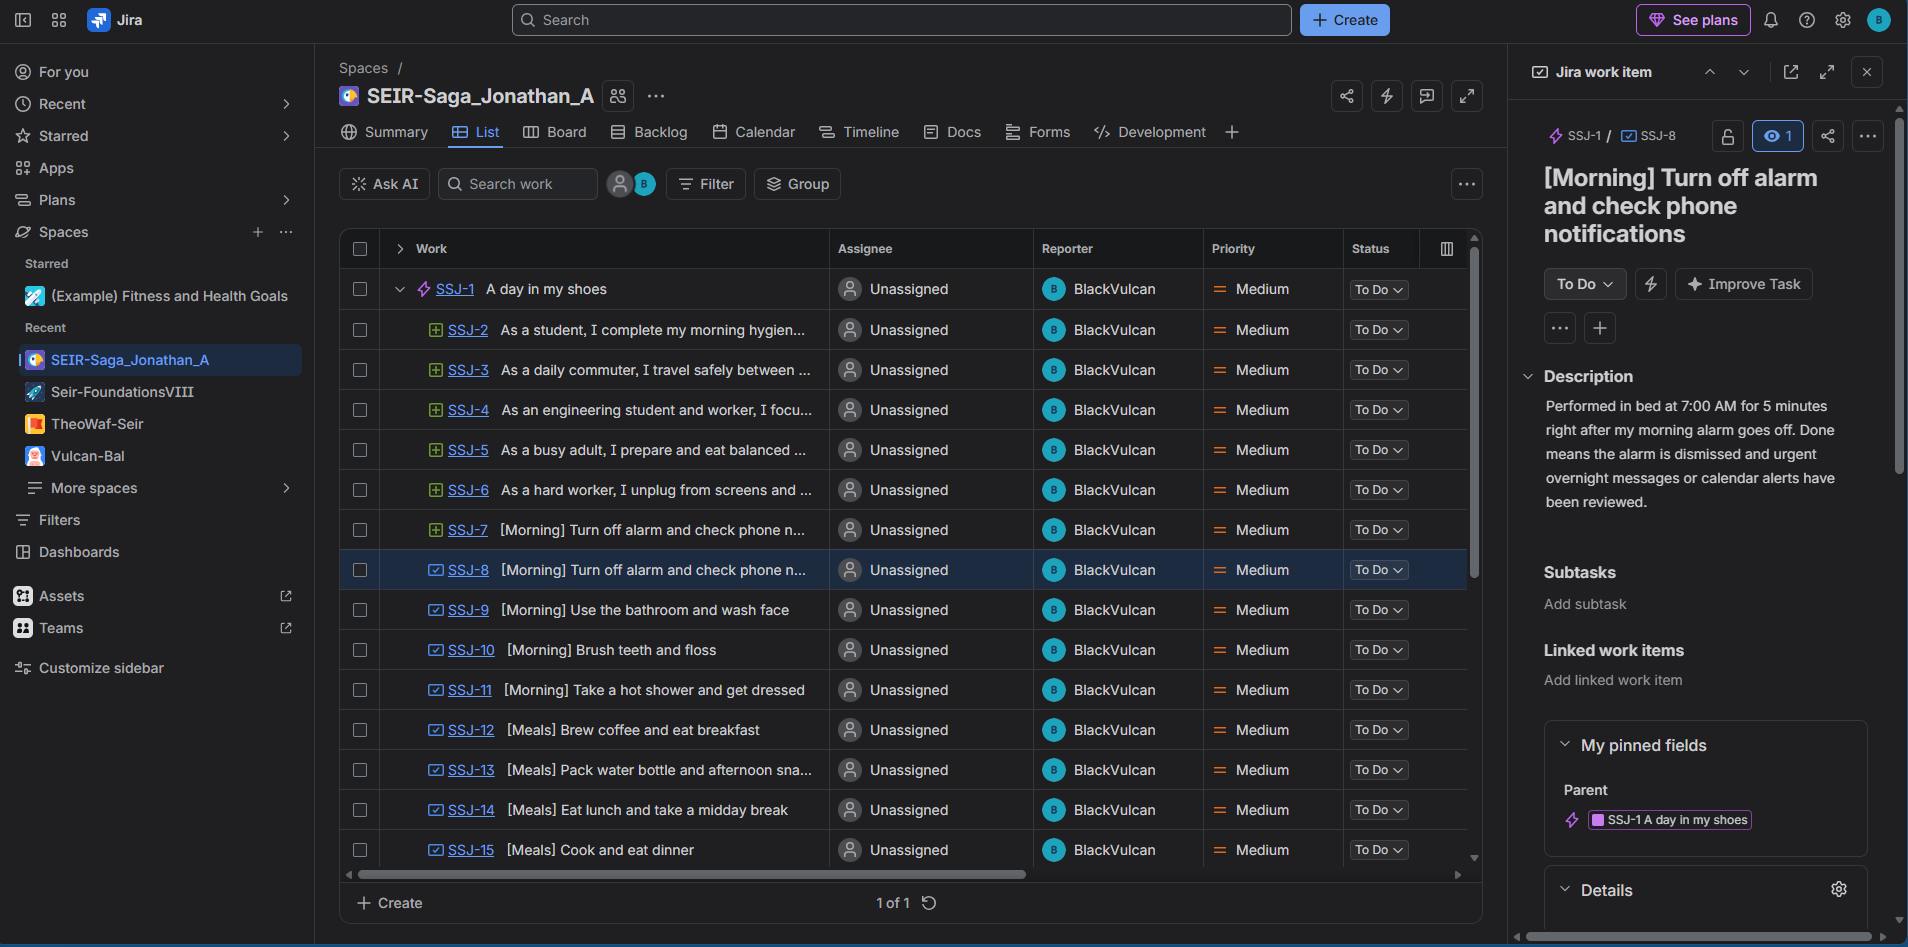 Jira
Search
Create
See plans
B
For you
Recent
Starred
Apps
Plans
Spaces
Starred
(Example) Fitness and Health Goals
Recent
SEIR-Saga_Jonathan_A
Seir-FoundationsVIII
TheoWaf-Seir
Vulcan-Bal
More spaces
Filters
Dashboards
Assets
Teams
Customize sidebar
Spaces /
SEIR-Saga_Jonathan_A
Summary List Board Backlog Calendar Timeline Docs Forms Development
Ask AI Search work B Filter Group
Work Assignee Reporter Priority Status
SSJ-1 A day in my shoes Unassigned B BlackVulcan Medium To Do
SSJ-2 As a student, I complete my morning hygien... Unassigned B BlackVulcan Medium To Do
SSJ-3 As a daily commuter, I travel safely between ... Unassigned B BlackVulcan Medium To Do
SSJ-4 As an engineering student and worker, I focu... Unassigned B BlackVulcan Medium To Do
SSJ-5 As a busy adult, I prepare and eat balanced ... Unassigned B BlackVulcan Medium To Do
SSJ-6 As a hard worker, I unplug from screens and ... Unassigned B BlackVulcan Medium To Do
SSJ-7 [Morning] Turn off alarm and check phone n... Unassigned B BlackVulcan Medium To Do
SSJ-8 [Morning] Turn off alarm and check phone n... Unassigned B BlackVulcan Medium To Do
SSJ-9 [Morning] Use the bathroom and wash face Unassigned B BlackVulcan Medium To Do
SSJ-10 [Morning] Brush teeth and floss Unassigned B BlackVulcan Medium To Do
SSJ-11 [Morning] Take a hot shower and get dressed Unassigned B BlackVulcan Medium To Do
SSJ-12 [Meals] Brew coffee and eat breakfast Unassigned B BlackVulcan Medium To Do
SSJ-13 [Meals] Pack water bottle and afternoon sna... Unassigned B BlackVulcan Medium To Do
SSJ-14 [Meals] Eat lunch and take a midday break Unassigned B BlackVulcan Medium To Do
SSJ-15 [Meals] Cook and eat dinner Unassigned B BlackVulcan Medium To Do
Create
1 of 1
Jira work item
SSJ-1 / SSJ-8
1
[Morning] Turn off alarm
and check phone
notifications
To Do
Improve Task
Description
Performed in bed at 7:00 AM for 5 minutes
right after my morning alarm goes off. Done
means the alarm is dismissed and urgent
overnight messages or calendar alerts have
been reviewed.
Subtasks
Add subtask
Linked work items
Add linked work item
My pinned fields
Parent
SSJ-1 A day in my shoes
Details